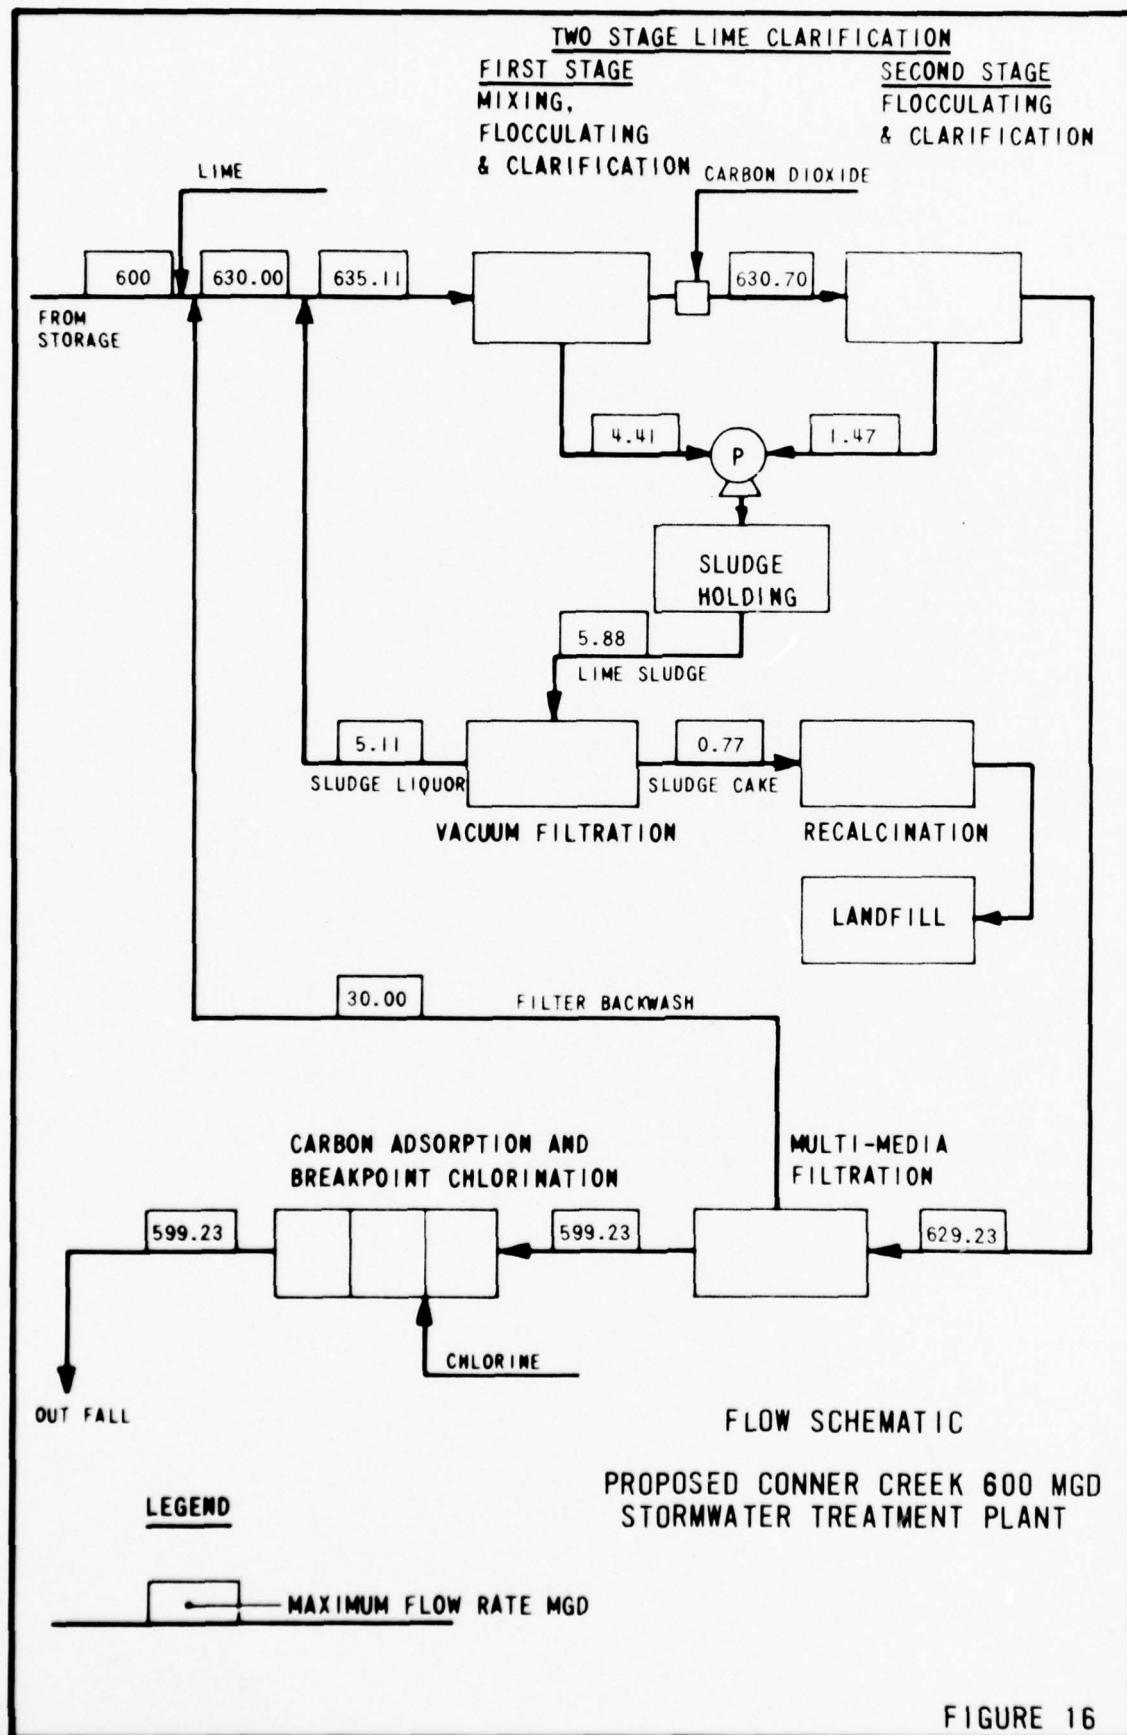 TWO STAGE LIME CLARIFICATION
FIRST STAGE
MIXING,
FLOCCULATING
& CLARIFICATION
SECOND STAGE
FLOCCULATING
& CLARIFICATION
LIME
CARBON DIOXIDE
600
630.00
635.11
630.70
FROM
STORAGE
4.41
P
1.47
SLUDGE
HOLDING
5.88
LIME SLUDGE
5.11
0.77
SLUDGE LIQUOR
SLUDGE CAKE
VACUUM FILTRATION
RECALCINATION
LANDFILL
30.00
FILTER BACKWASH
CARBON ADSORPTION AND
BREAKPOINT CHLORINATION
MULTI-MEDIA
FILTRATION
599.23
599.23
629.23
CHLORINE
OUT FALL
FLOW SCHEMATIC
PROPOSED CONNER CREEK 600 MGD
STORMWATER TREATMENT PLANT
LEGEND
MAXIMUM FLOW RATE MGD
FIGURE 16